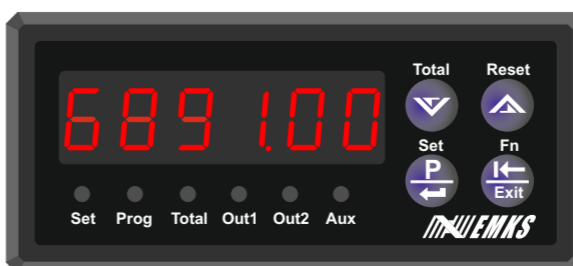 Total Reset
6891.00
Set Fn
P
Exit
Set Prog Total Out1 Out2 Aux
EMKS